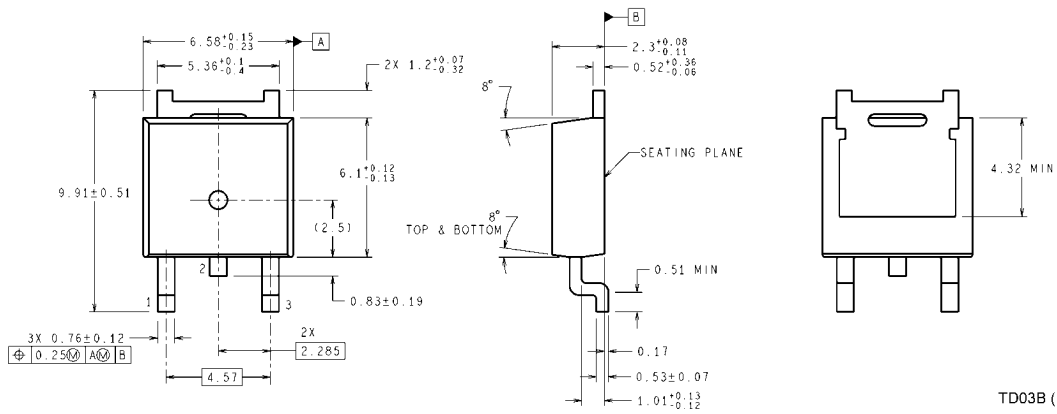 B
6.58+0.15 -0.23
A
2.3+0.08 -0.11
5.36+0.1 -0.4
2X 1.2+0.07 -0.32
0.52+0.36 -0.06
8°
SEATING PLANE
6.1+0.12 -0.13
4.32 MIN
9.91±0.51
(2.5)
8°
TOP & BOTTOM
2
0.51 MIN
0.83±0.19
1
3
3X 0.76±0.12
2X
⌖ 0.25Ⓜ AⓂ B
2.285
0.17
4.57
0.53±0.07
1.01+0.13 -0.12
TD03B (